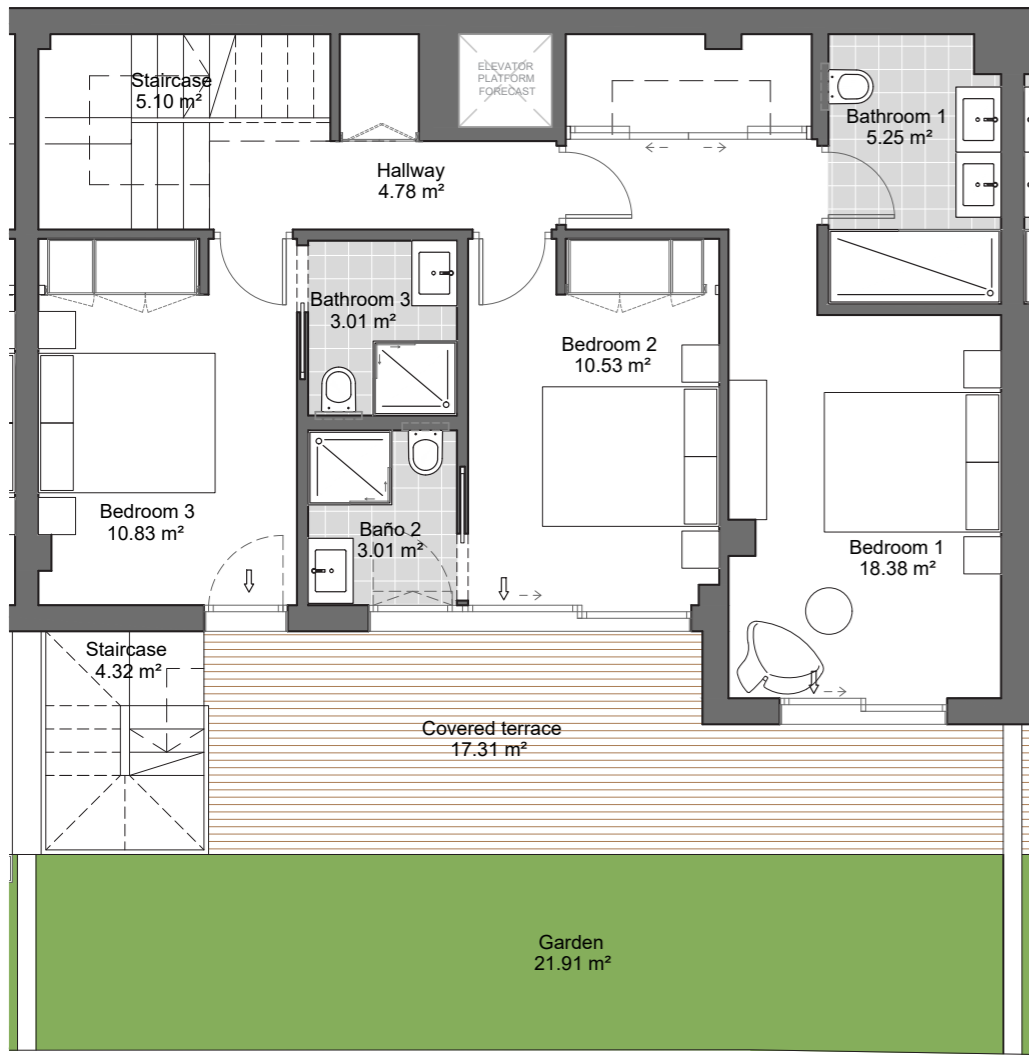 Staircase
5.10 m²
ELEVATOR
PLATFORM
FORECAST
Bathroom 1
5.25 m²
Hallway
4.78 m²
Bathroom 3
3.01 m²
Bedroom 2
10.53 m²
Bedroom 3
10.83 m²
Baño 2
3.01 m²
Bedroom 1
18.38 m²
Staircase
4.32 m²
Covered terrace
17.31 m²
Garden
21.91 m²